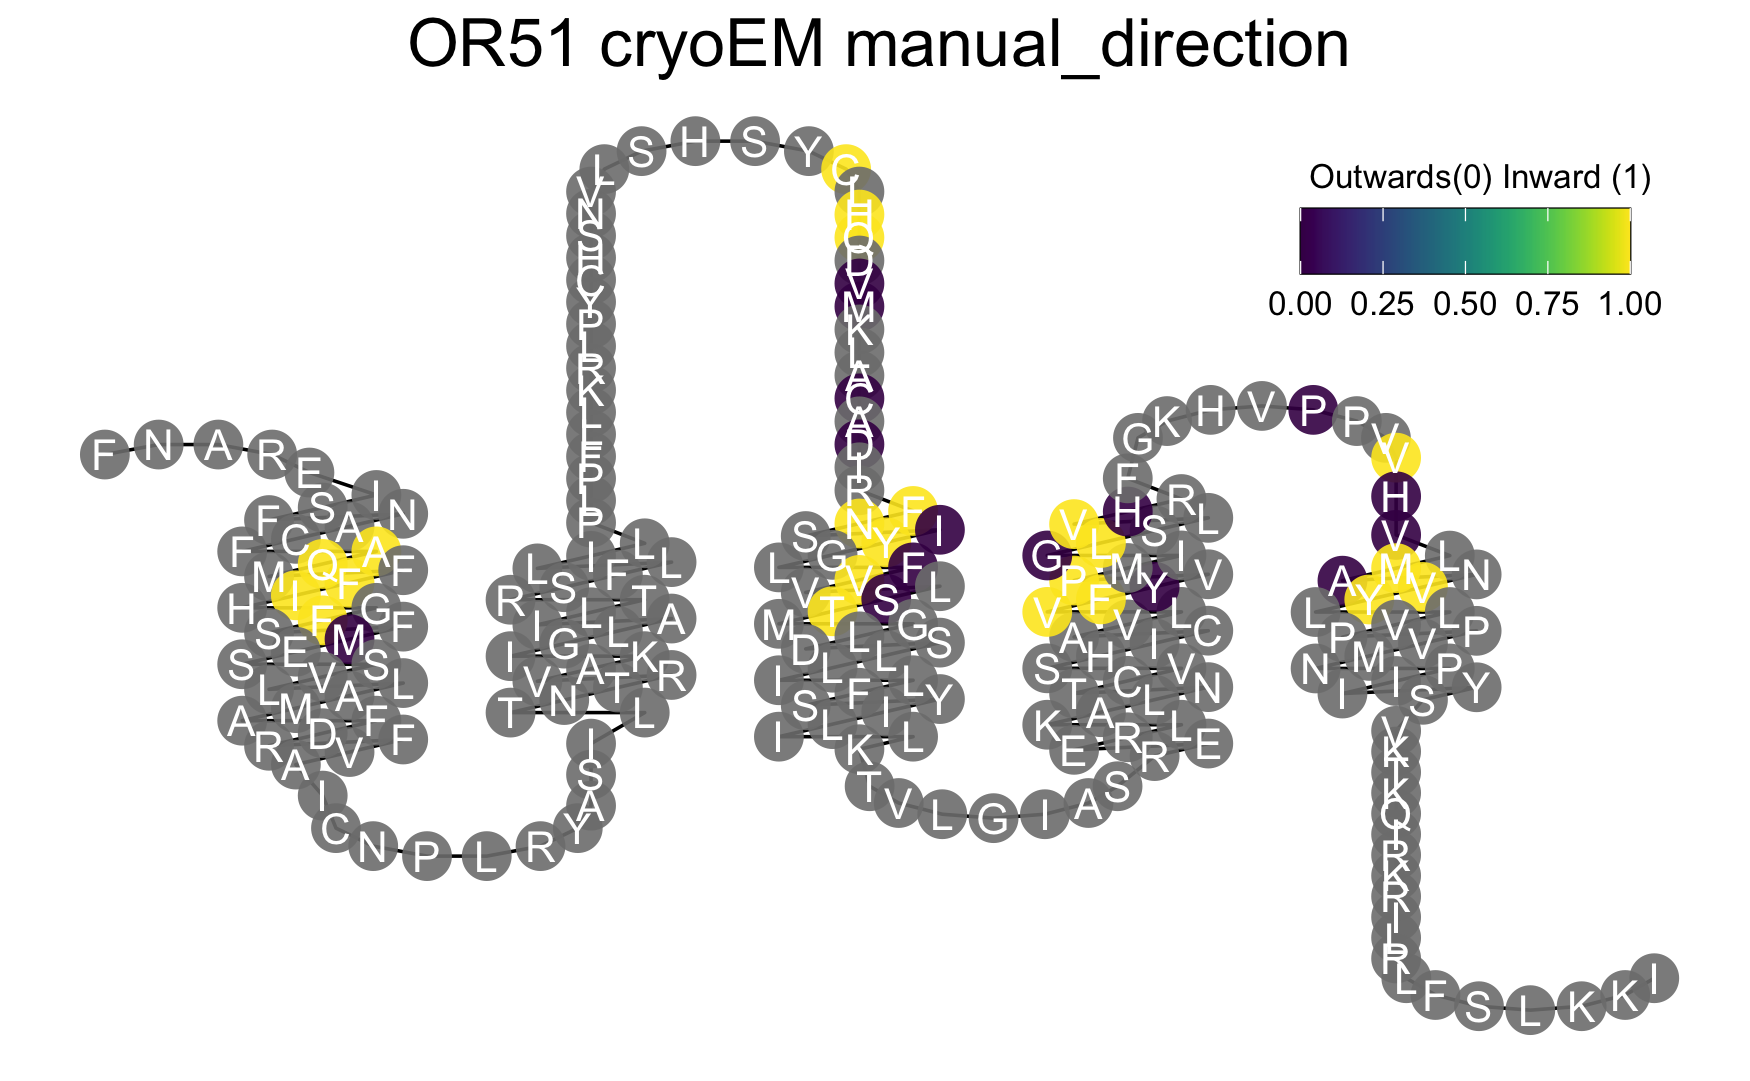 OR51 cryoEM manual_direction
Outwards(0) Inward (1)
0.00 0.25 0.50 0.75 1.00
F N A R E
I S F
N A C F
A Q M
F F I H
G F S
F M E S
S V L
L A M A
F D R
F V A
I C N P L R Y A S I
L N T
R T V I
K A G I
A L I
T L S R
L F L
L I
P
V N S H C Y P L R K L
L S H S Y C
L H Q D V M K L A C A D I R
F N S
I Y G L
F V V
L S T M
G L D
S L L I
L F S
Y I L I
L K
T V L G I A S
R E
E R K
L A T
N L C S
V H A
C I V V
L F P
V Y M G
I L V
L S H
R F
G K H V P P V V H V
L M A
N V Y L
L V P
P V M N
P I I
Y S
V K
L F S L K K I